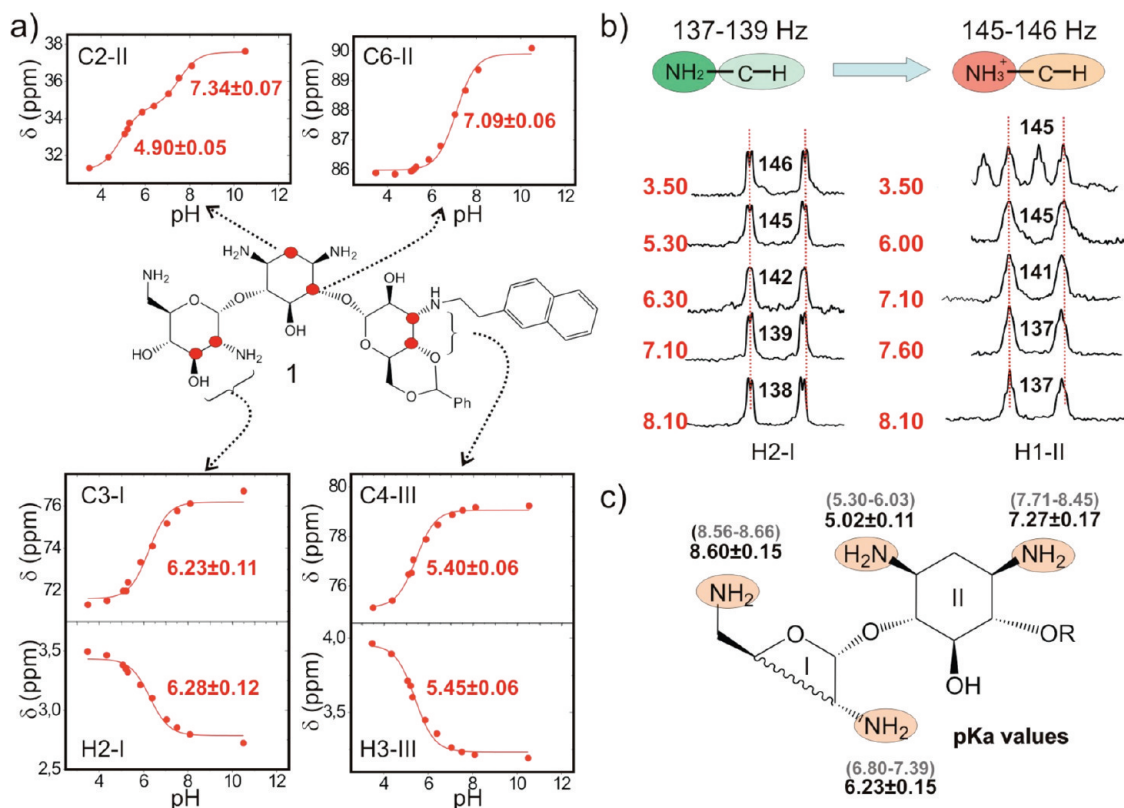 a)
C2-II
7.34±0.07
4.90±0.05
δ (ppm)
38
36
34
32
4 6 8 10 12
pH
C6-II
7.09±0.06
δ (ppm)
90
89
88
87
86
4 6 8 10 12
pH
NH2
H2N
NH2
O
O
HO
OH
NH2
OH
O
OH
H
N
O
O
O
O
Ph
1
C3-I
6.23±0.11
δ (ppm)
76
74
72
H2-I
6.28±0.12
δ (ppm)
3,5
3,0
2,5
4 6 8 10 12
pH
C4-III
5.40±0.06
δ (ppm)
80
78
76
H3-III
5.45±0.06
δ (ppm)
4,0
3,5
4 6 8 10 12
pH
b)
137-139 Hz
145-146 Hz
NH2 C H
NH3+ C H
3.50 146
5.30 145
6.30 142
7.10 139
8.10 138
H2-I
3.50 145
6.00 145
7.10 141
7.60 137
8.10 137
H1-II
c)
(8.56-8.66)
8.60±0.15
(5.30-6.03)
5.02±0.11
(7.71-8.45)
7.27±0.17
NH2
H2N
NH2
II
O
O
I
OR
OH
NH2
pKa values
(6.80-7.39)
6.23±0.15